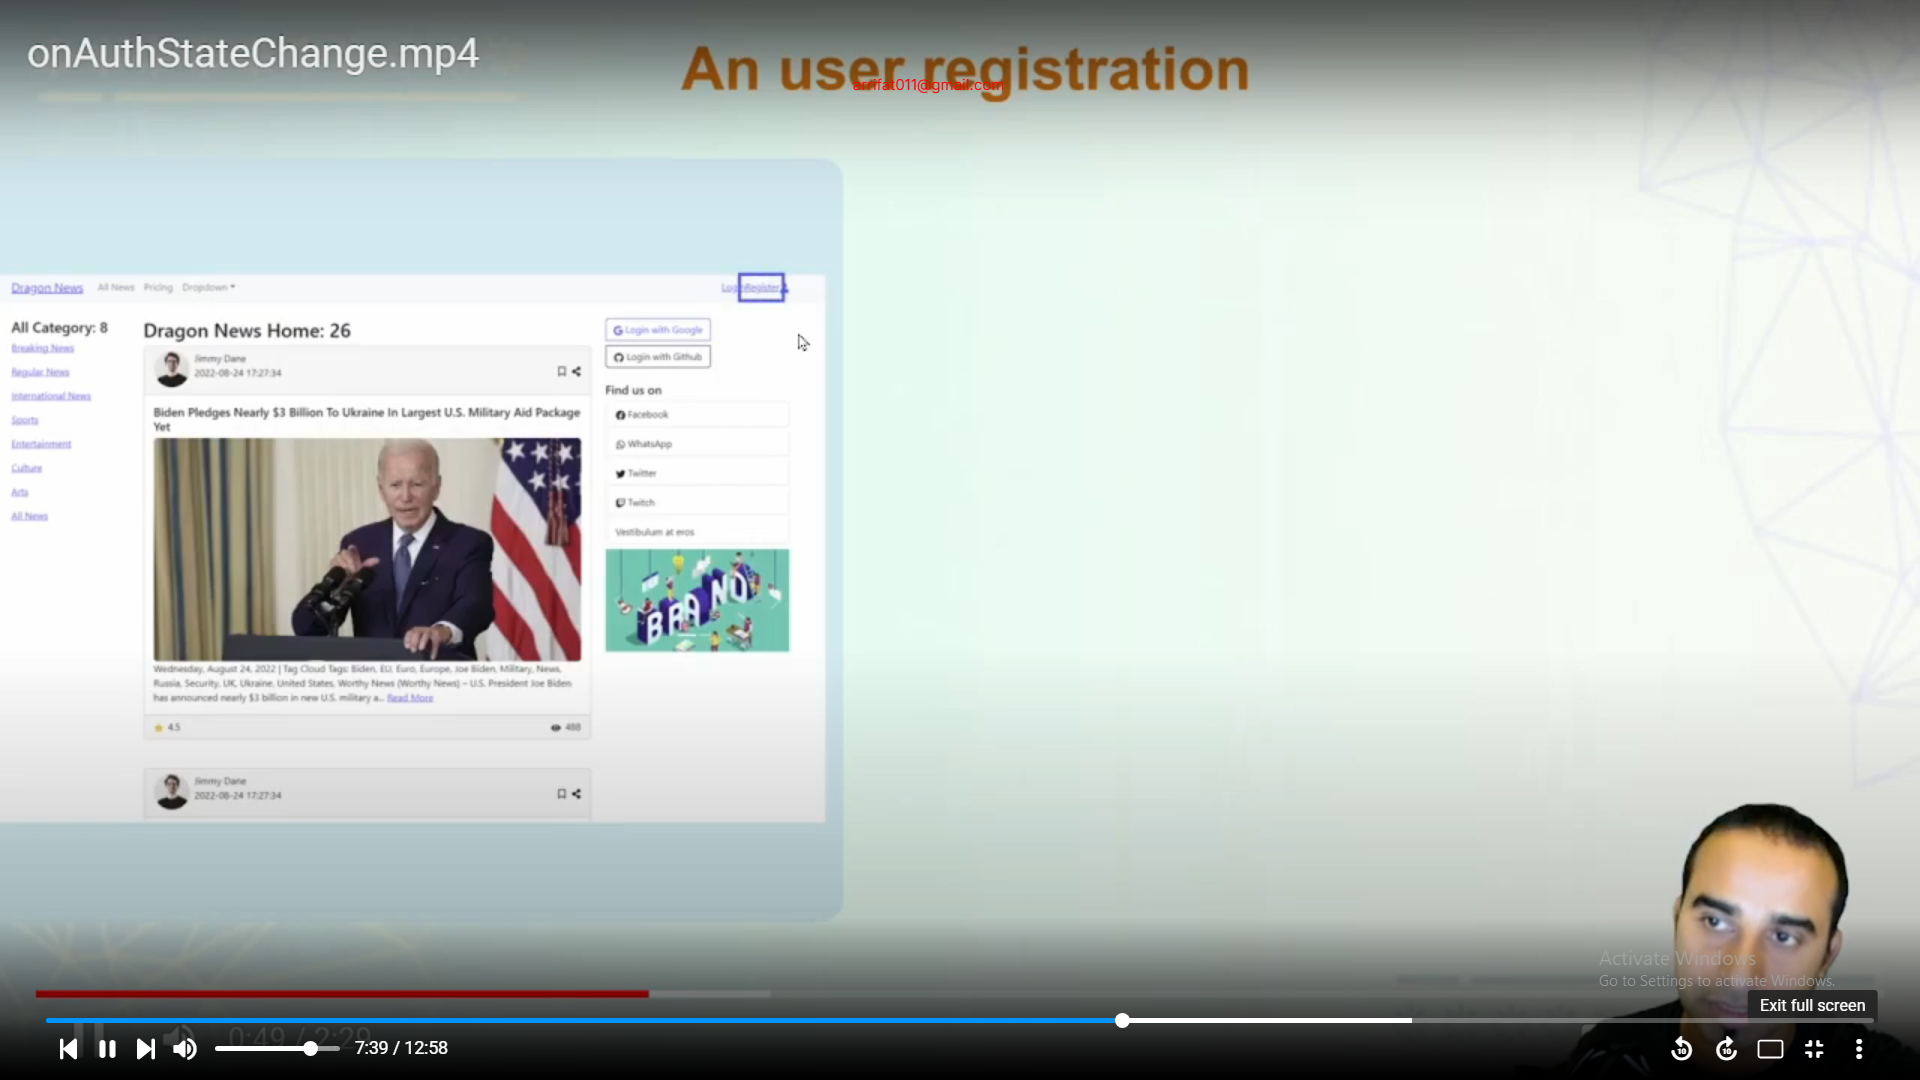 onAuthStateChange.mp4
An user registration
arrifat011@gmail.com
Dragon News All News Pricing Dropdown
Login Register
All Category: 8
Breaking News
Regular News
International News
Sports
Entertainment
Culture
Arts
All News
Dragon News Home: 26
Jimmy Dane
2022-08-24 17:27:34
Biden Pledges Nearly $3 Billion To Ukraine In Largest U.S. Military Aid Package
Yet
Wednesday, August 24, 2022 | Tag Cloud Tags: Biden, EU, Euro, Europe, Joe Biden, Military, News,
Russia, Security, UK, Ukraine, United States, Worthy News (Worthy News) – U.S. President Joe Biden
has announced nearly $3 billion in new U.S. military a... Read More
4.5
488
Jimmy Dane
2022-08-24 17:27:34
Login with Google
Login with Github
Find us on
Facebook
WhatsApp
Twitter
Twitch
Vestibulum at eros
BRAND
Activate Windows
Go to Settings to activate Windows.
Exit full screen
0:49 / 2:29
7:39 / 12:58
10
10